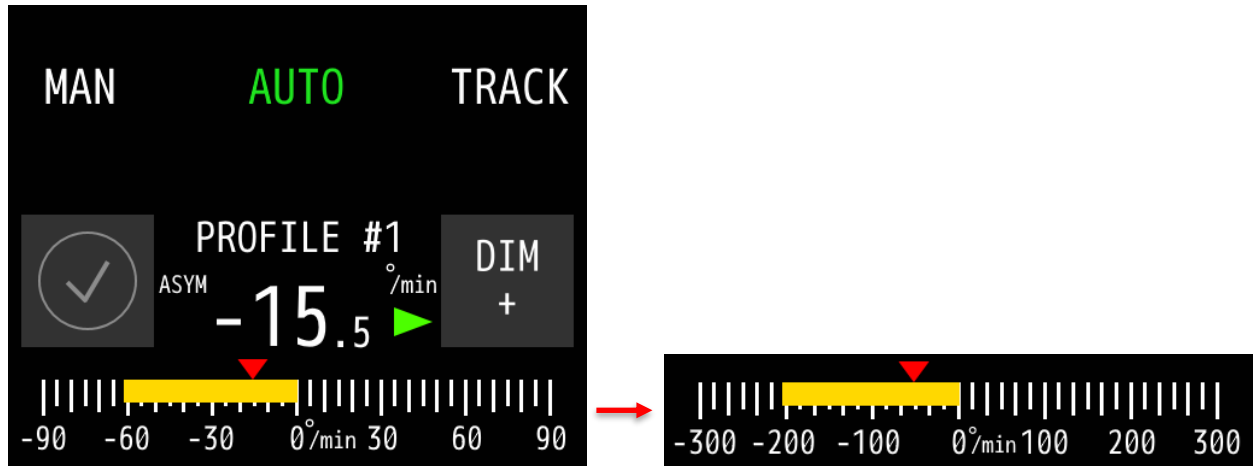 MAN AUTO TRACK
PROFILE #1
ASYM -15.5 °/min
DIM
+
-90 -60 -30 0°/min 30 60 90
-300 -200 -100 0°/min 100 200 300